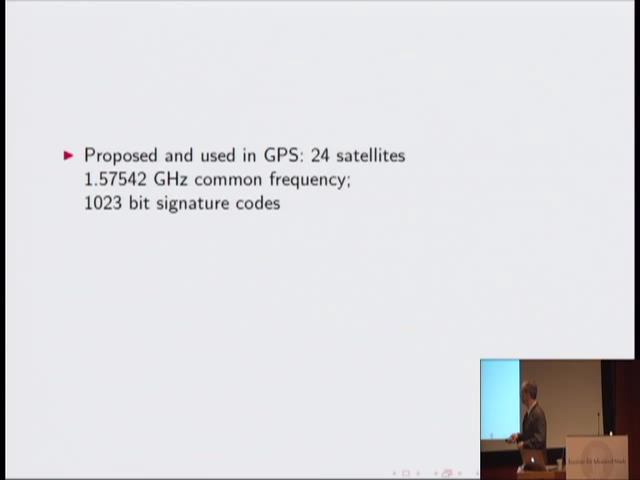 Proposed and used in GPS: 24 satellites
1.57542 GHz common frequency;
1023 bit signature codes